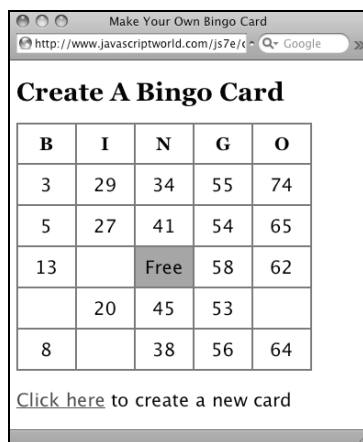 Make Your Own Bingo Card
http://www.javascriptworld.com/js7e/ Google
Create A Bingo Card
B I N G O
3 29 34 55 74
5 27 41 54 65
13 Free 58 62
20 45 53
8 38 56 64
Click here to create a new card